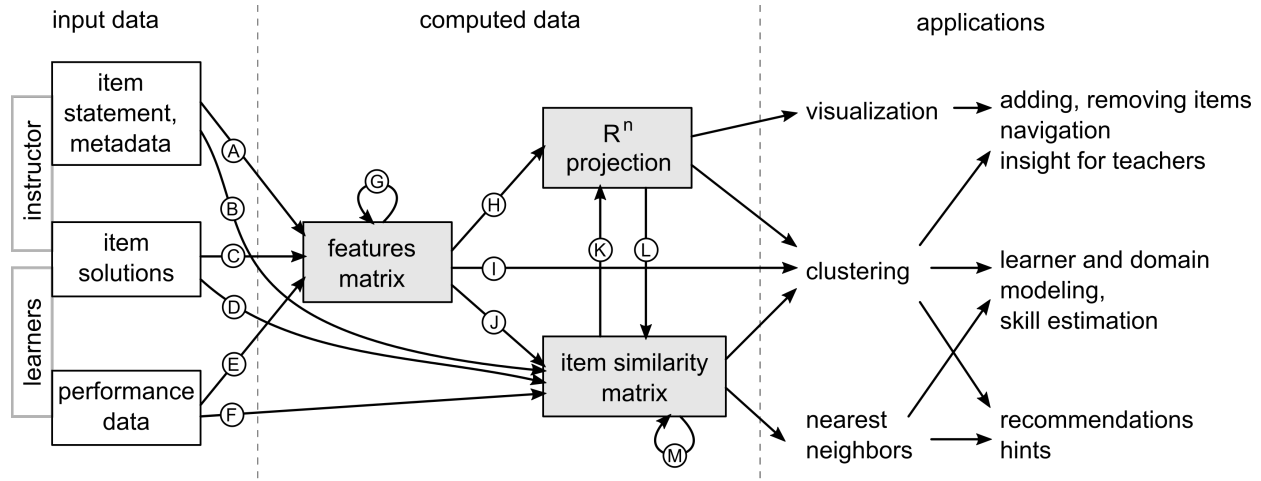 input data
computed data
applications
instructor
learners
item
statement,
metadata
item
solutions
performance
data
A
B
C
D
E
F
G
features
matrix
H
I
J
R^n
projection
K
L
item similarity
matrix
M
visualization
clustering
nearest
neighbors
adding, removing items
navigation
insight for teachers
learner and domain
modeling,
skill estimation
recommendations
hints